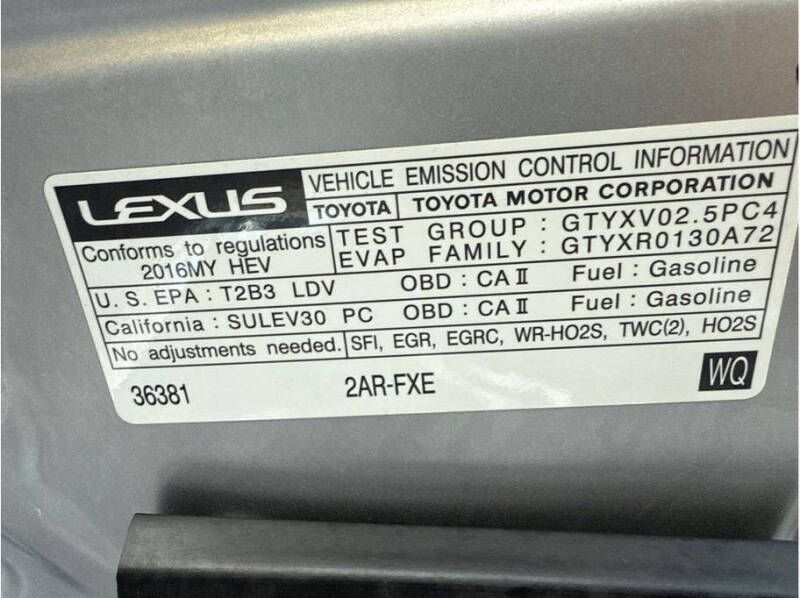 LEXUS
VEHICLE EMISSION CONTROL INFORMATION
TOYOTA TOYOTA MOTOR CORPORATION
Conforms to regulations
2016MY HEV
TEST GROUP : GTYXV02.5PC4
EVAP FAMILY : GTYXR0130A72
U. S. EPA : T2B3 LDV OBD : CA II Fuel : Gasoline
California : SULEV30 PC OBD : CA II Fuel : Gasoline
No adjustments needed. SFI, EGR, EGRC, WR-HO2S, TWC(2), HO2S
36381 2AR-FXE WQ